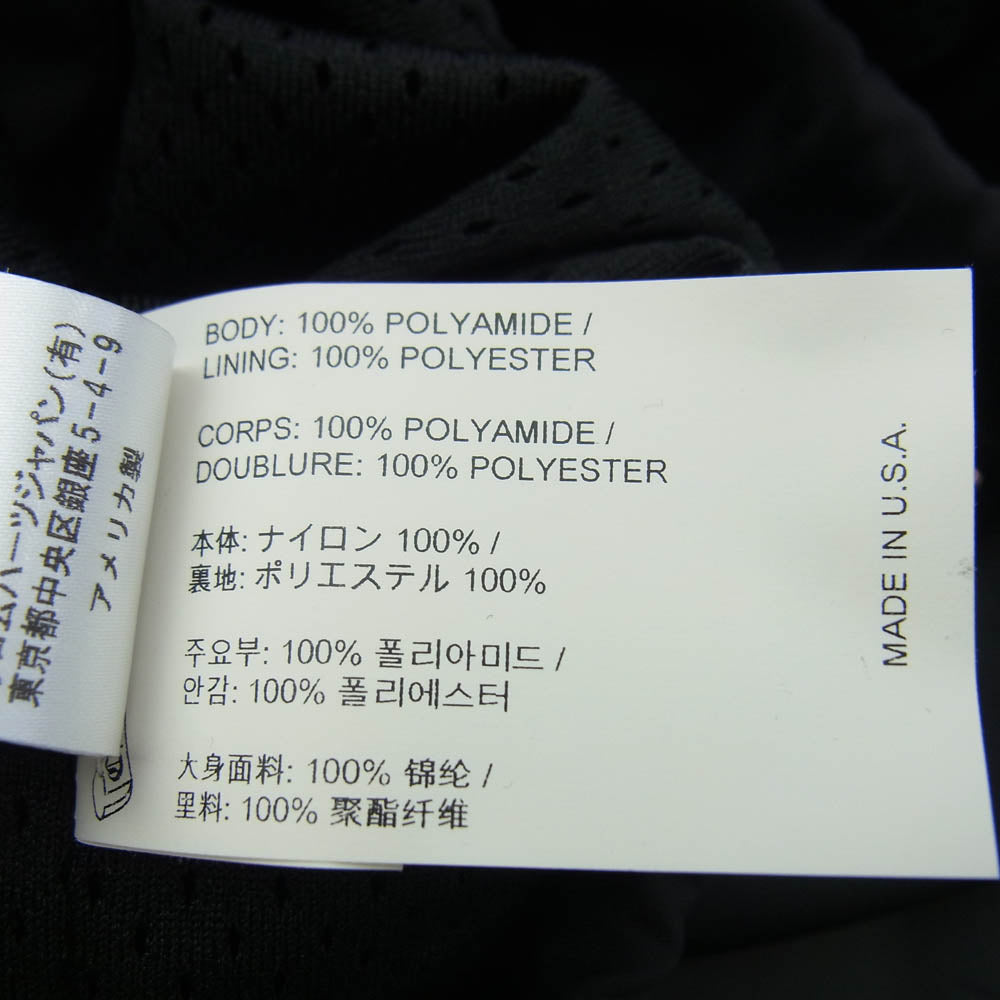 ムハーツジャパン(有)
東京都中央区銀座5-4-9
アメリカ製
BODY: 100% POLYAMIDE /
LINING: 100% POLYESTER
CORPS: 100% POLYAMIDE /
DOUBLURE: 100% POLYESTER
本体: ナイロン 100% /
裏地: ポリエステル 100%
주요부: 100% 폴리아미드 /
안감: 100% 폴리에스터
大身面料: 100% 锦纶 /
里料: 100% 聚酯纤维
MADE IN U.S.A.